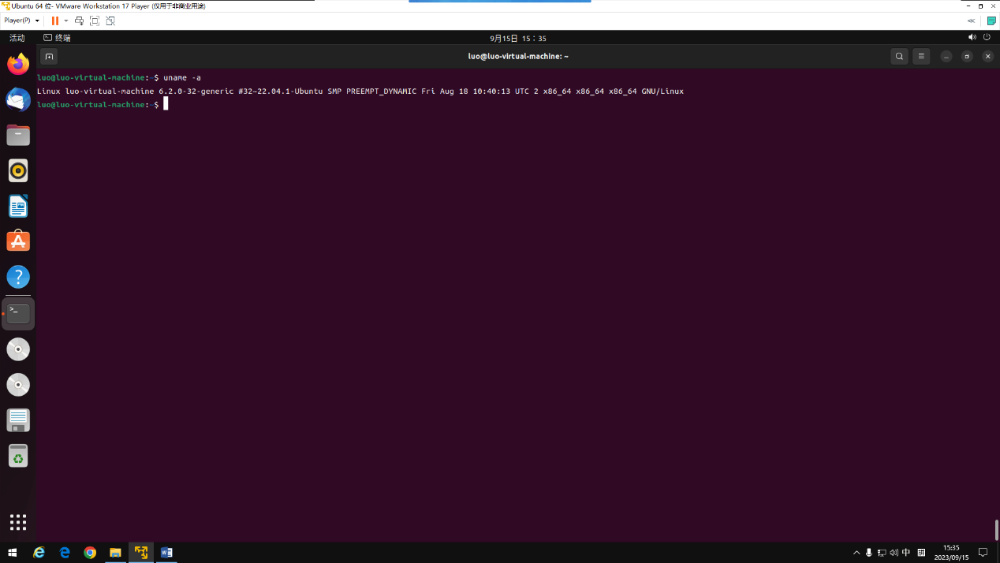 Ubuntu 64 位- VMware Workstation 17 Player (仅用于非商业用途)
Player(P)
活动 终端 9月15日 15：35
luo@luo-virtual-machine: ~
luo@luo-virtual-machine:~$ uname -a
Linux luo-virtual-machine 6.2.0-32-generic #32~22.04.1-Ubuntu SMP PREEMPT_DYNAMIC Fri Aug 18 10:40:13 UTC 2 x86_64 x86_64 x86_64 GNU/Linux
luo@luo-virtual-machine:~$
中 15:35
2023/09/15